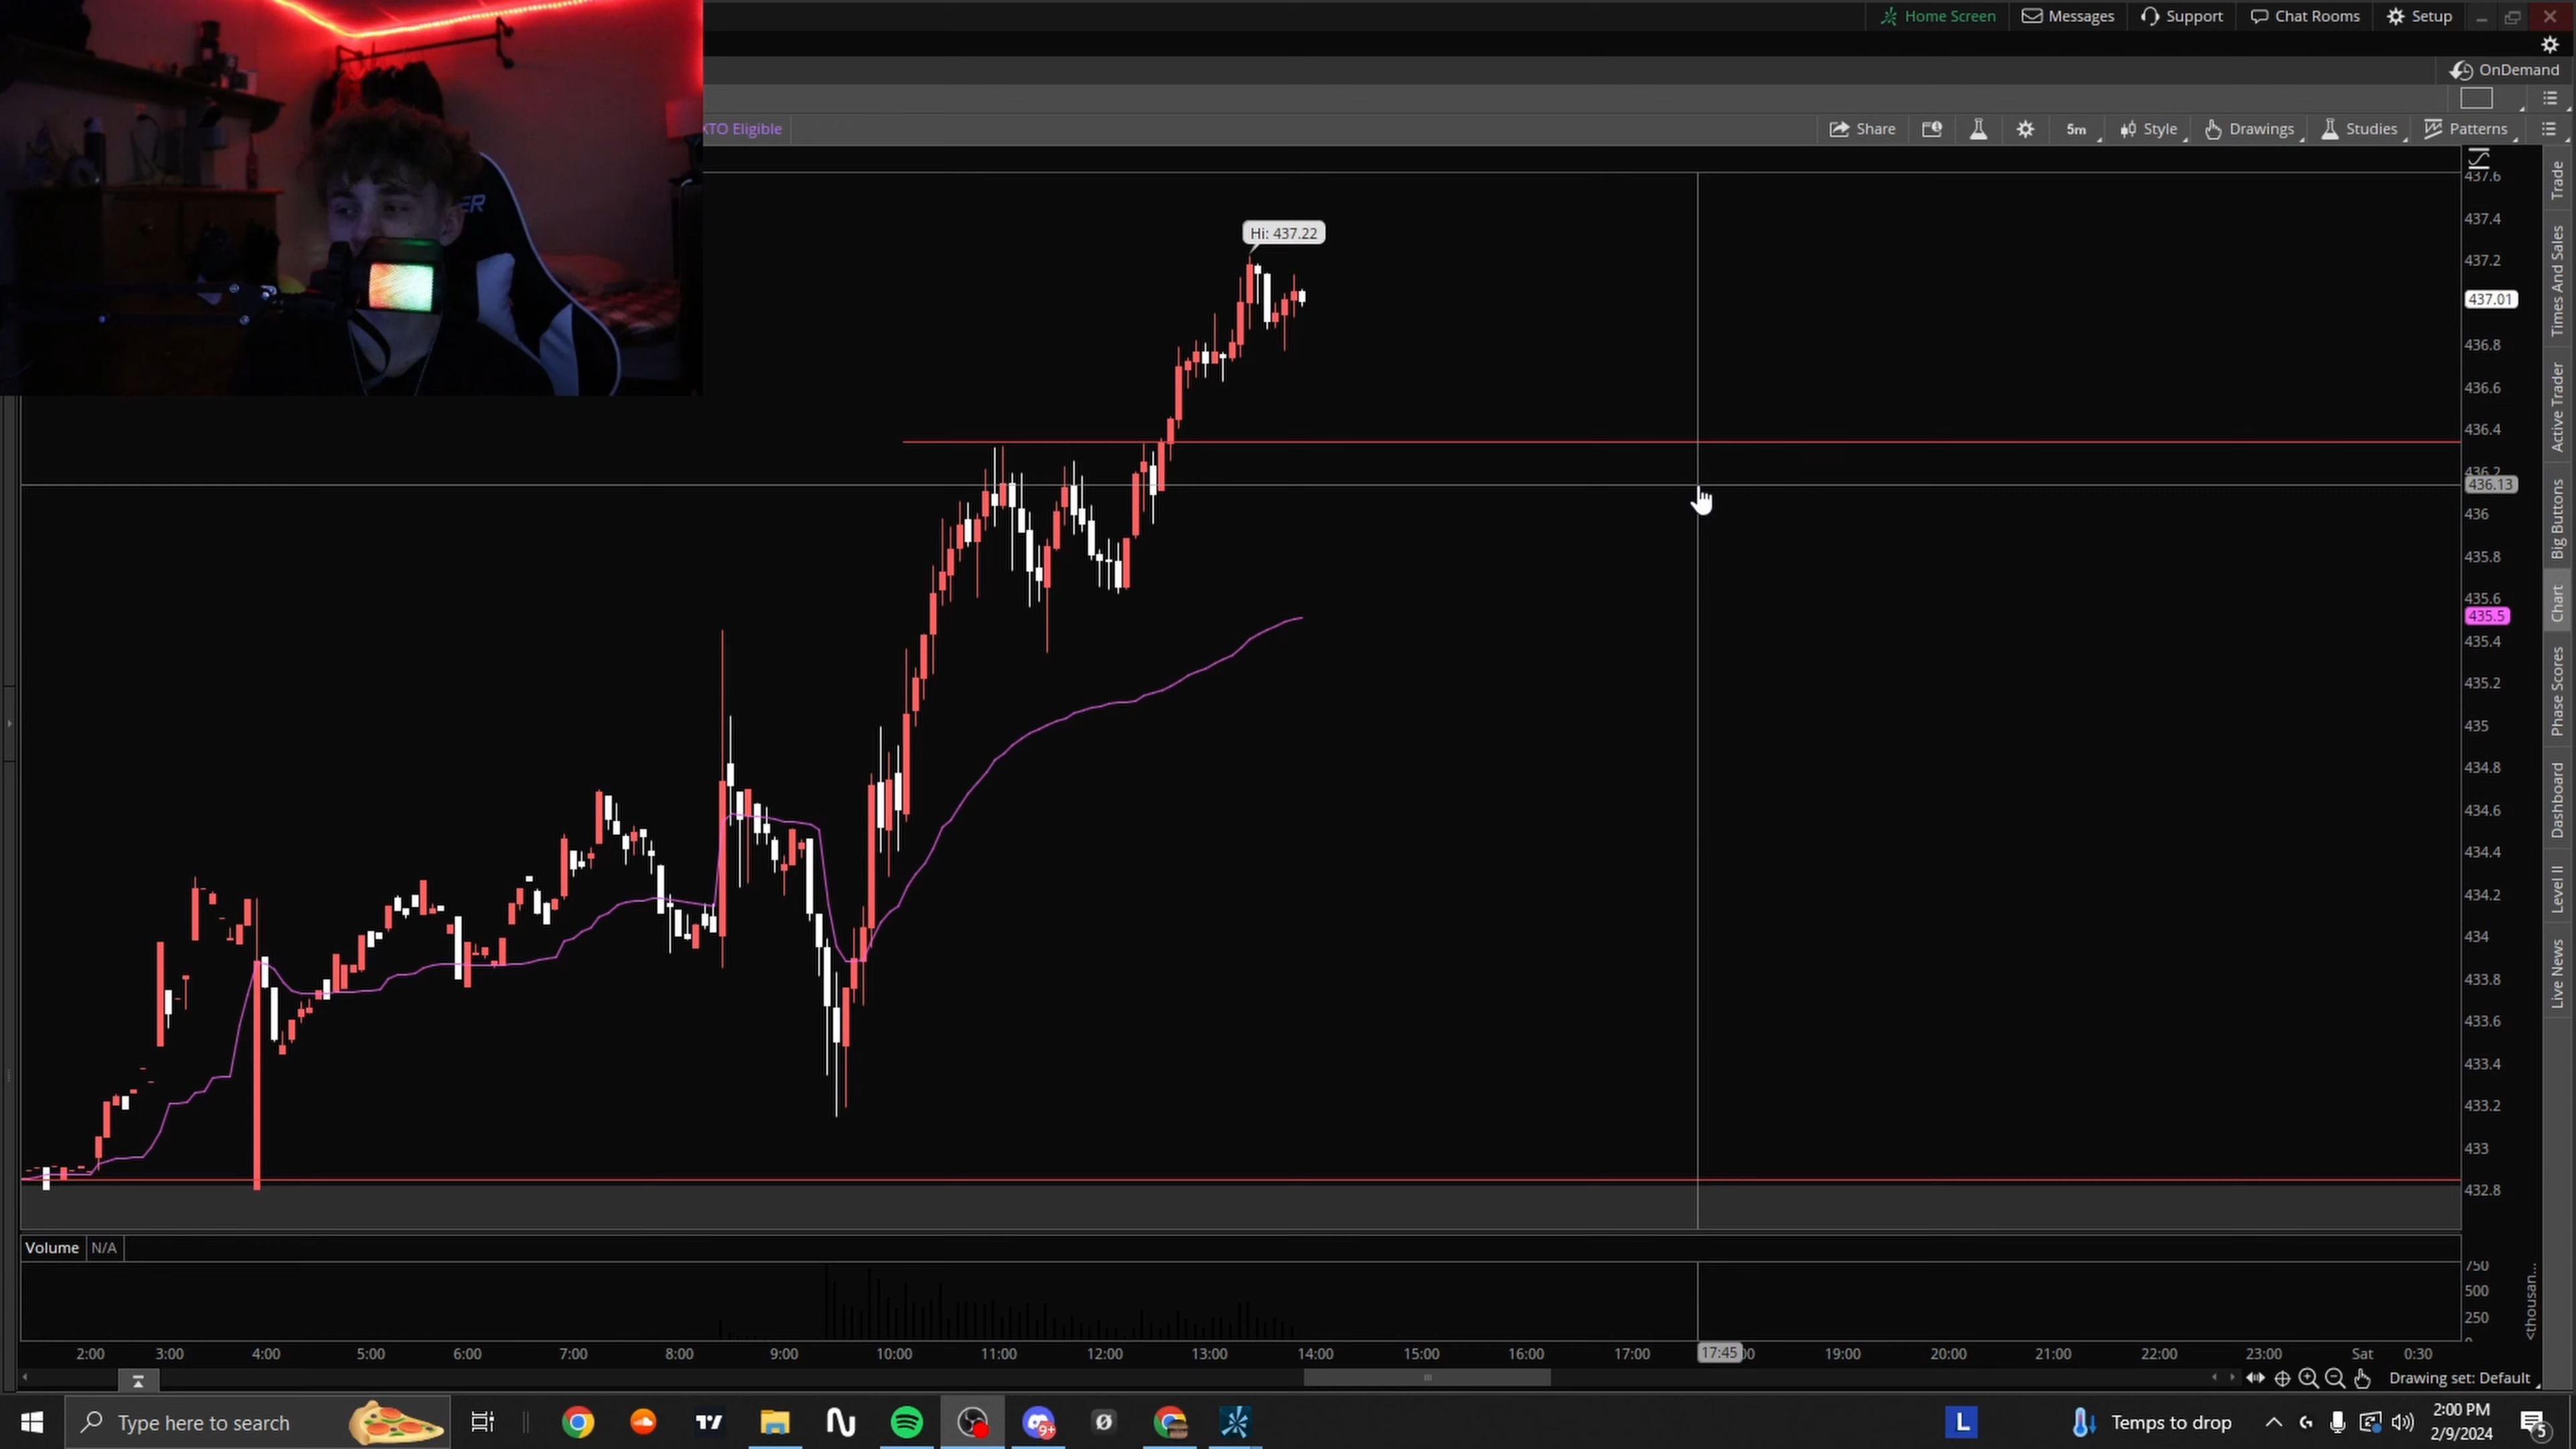 Home Screen
Messages
Support
Chat Rooms
Setup
OnDemand
XTO Eligible
Share
5m
Style
Drawings
Studies
Patterns
ER
Hi: 437.22
437.6
437.4
437.2
437.01
436.8
436.6
436.4
436.2
436.13
436
435.8
435.6
435.5
435.4
435.2
435
434.8
434.6
434.4
434.2
434
433.8
433.6
433.4
433.2
433
432.8
Trade
Times And Sales
Active Trader
Big Buttons
Chart
Phase Scores
Dashboard
Level II
Live News
Volume
N/A
750
500
250
<thousan...
2:00
3:00
4:00
5:00
6:00
7:00
8:00
9:00
10:00
11:00
12:00
13:00
14:00
15:00
16:00
17:00
17:45
19:00
20:00
21:00
22:00
23:00
Sat
0:30
Drawing set: Default
Type here to search
9+
L
Temps to drop
2:00 PM
2/9/2024
5